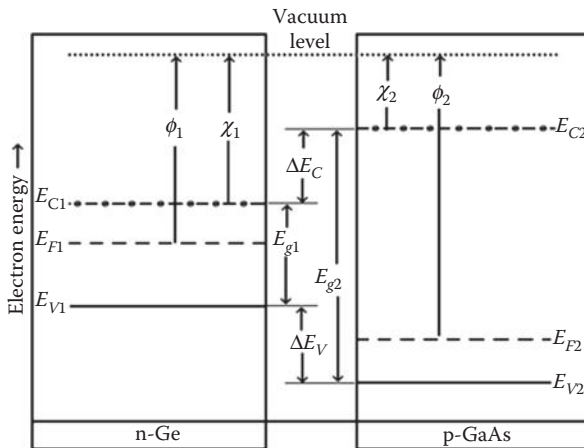 Vacuum
level
ϕ1
χ1
χ2
ϕ2
EC2
ΔEC
Electron energy →
EC1
EF1
Eg1
Eg2
EV1
ΔEV
EF2
EV2
n-Ge
p-GaAs